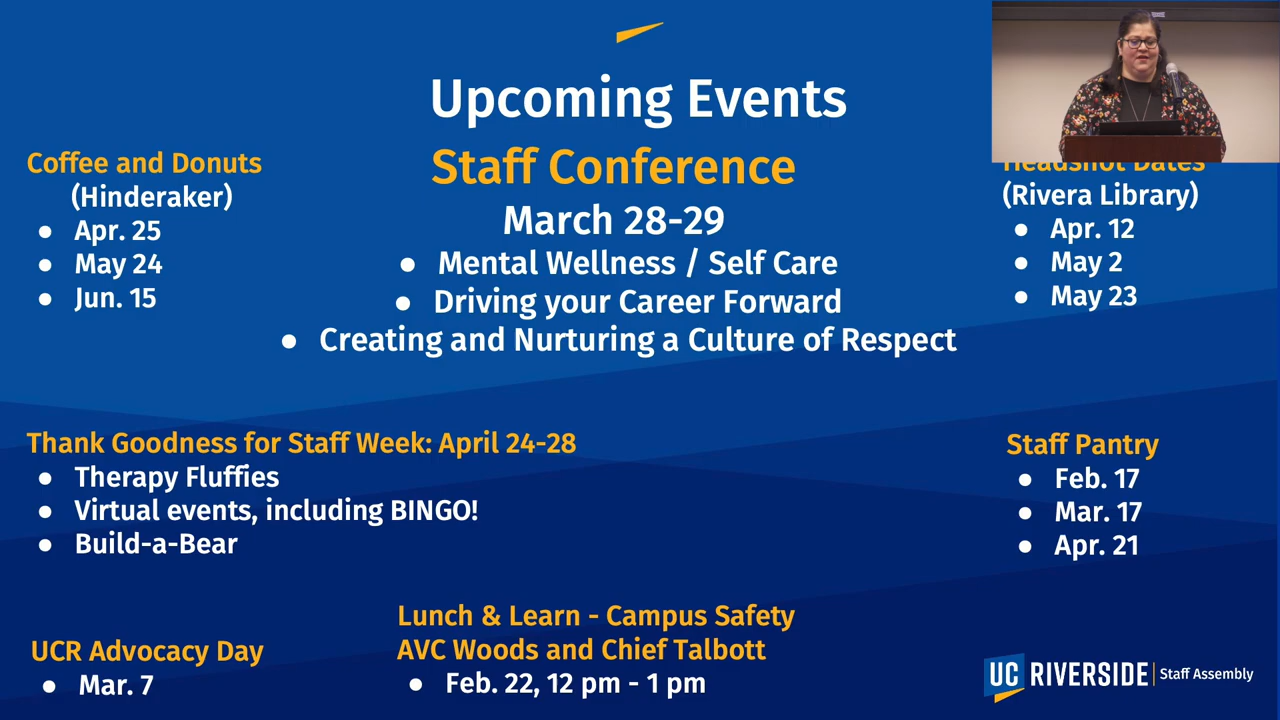 Upcoming Events
Staff Conference
March 28-29
● Mental Wellness / Self Care
● Driving your Career Forward
● Creating and Nurturing a Culture of Respect
Coffee and Donuts
(Hinderaker)
● Apr. 25
● May 24
● Jun. 15
Headshot Dates
(Rivera Library)
● Apr. 12
● May 2
● May 23
Thank Goodness for Staff Week: April 24-28
● Therapy Fluffies
● Virtual events, including BINGO!
● Build-a-Bear
Staff Pantry
● Feb. 17
● Mar. 17
● Apr. 21
UCR Advocacy Day
● Mar. 7
Lunch & Learn - Campus Safety
AVC Woods and Chief Talbott
● Feb. 22, 12 pm - 1 pm
UC RIVERSIDE | Staff Assembly